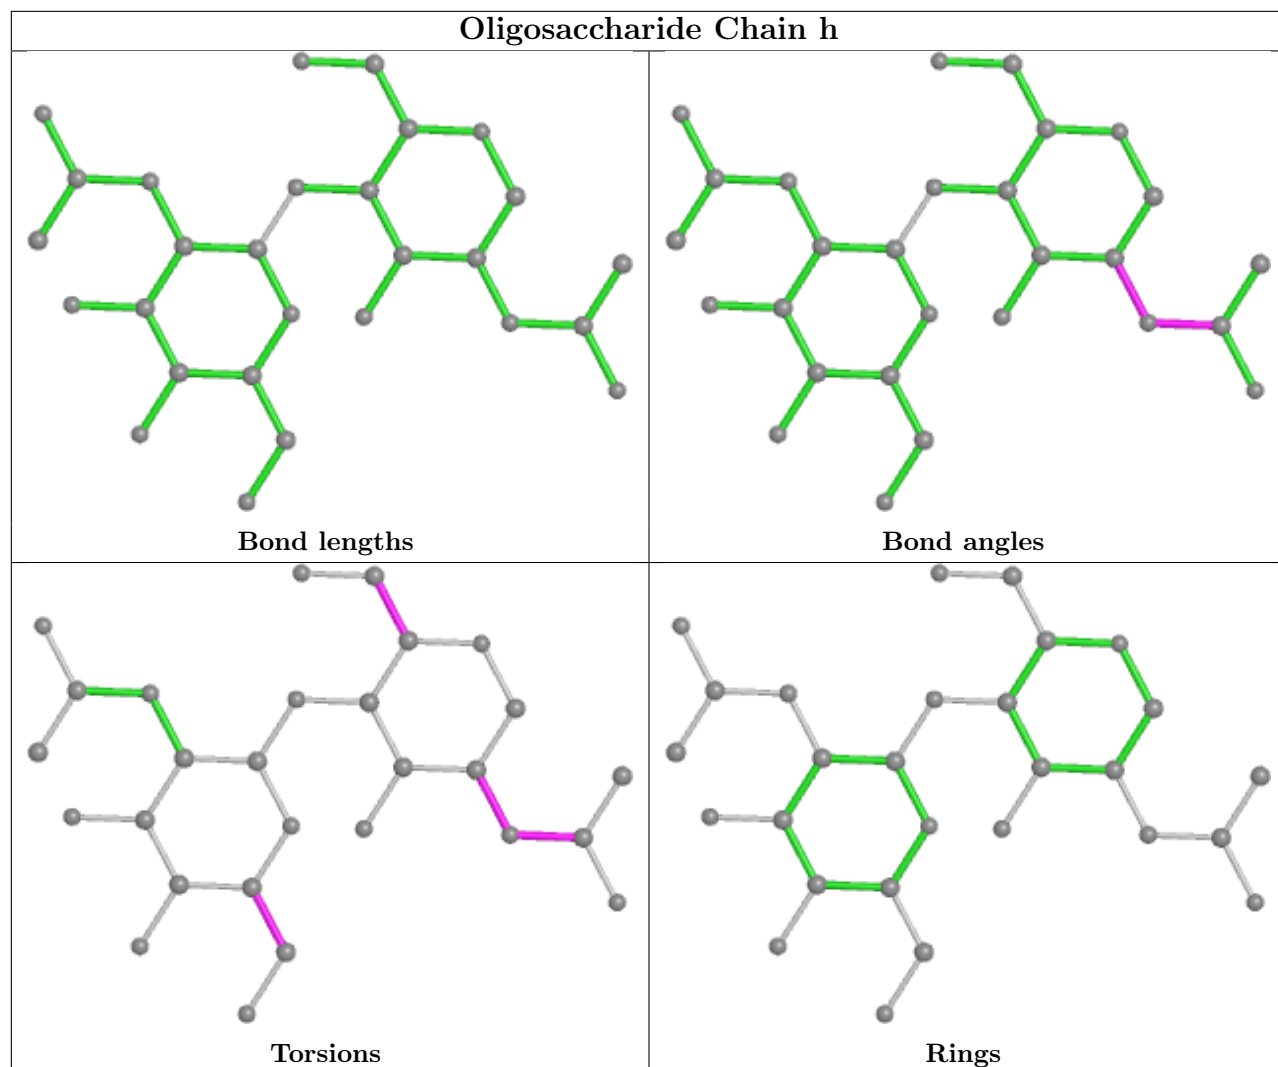 Oligosaccharide Chain h
Bond lengths
Bond angles
Torsions
Rings